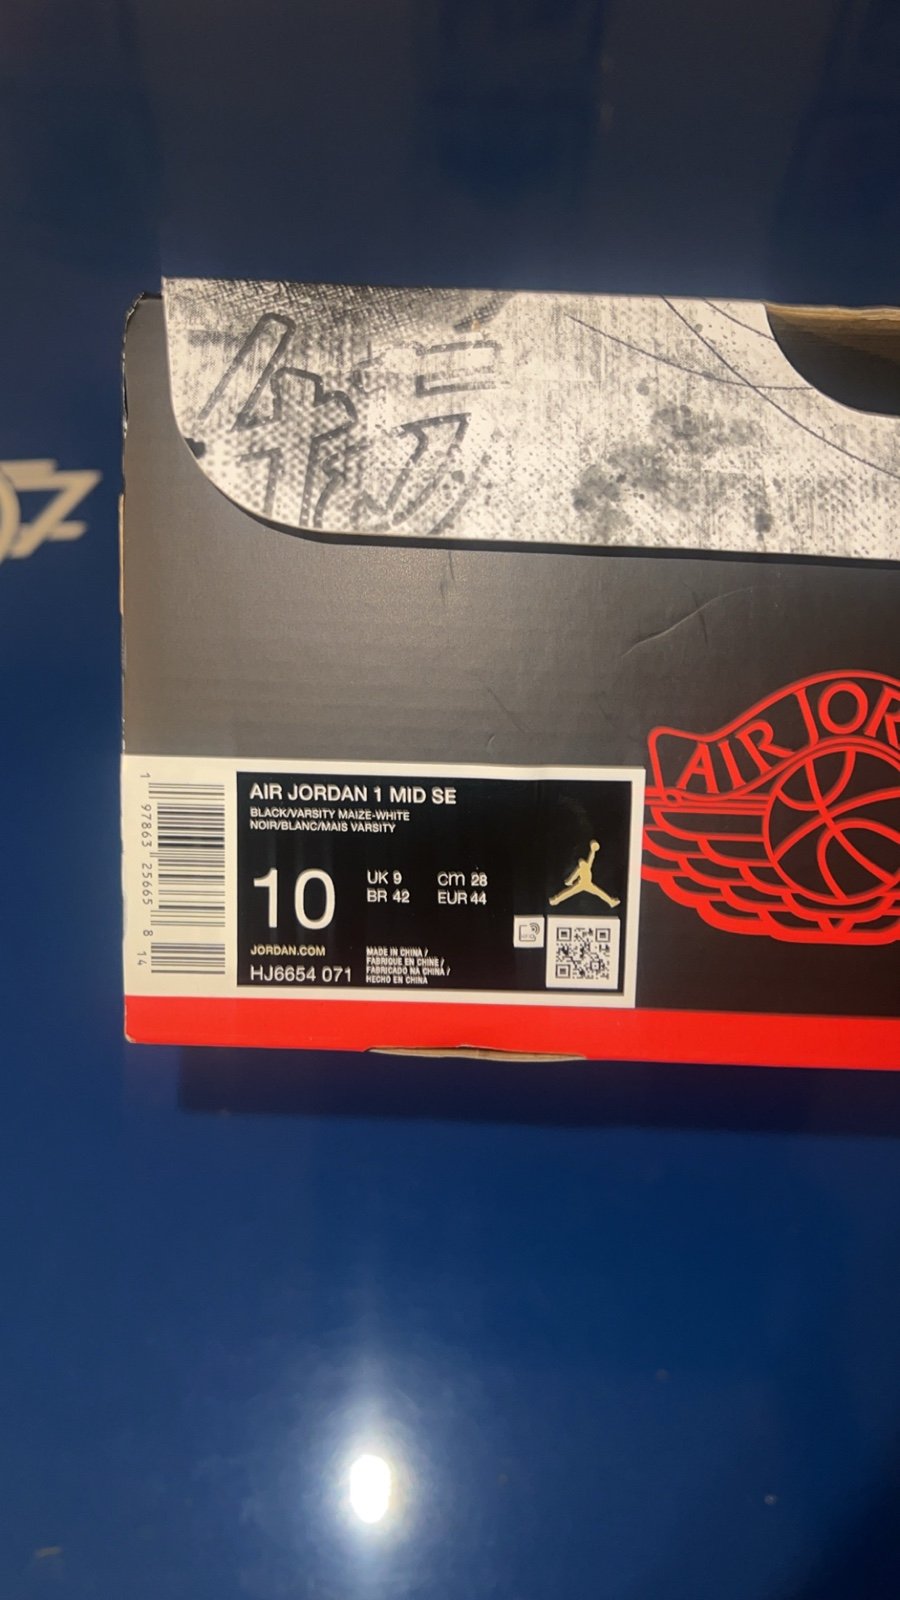 AIR JOR
AIR JORDAN 1 MID SE
BLACK/VARSITY MAIZE-WHITE
NOIR/BLANC/MAIS VARSITY
10
UK 9
cm 28
BR 42
EUR 44
JORDAN.COM
HJ6654 071
MADE IN CHINA /
FABRIQUE EN CHINE /
FABRICADO NA CHINA /
HECHO EN CHINA
1 97863 25665 8 14